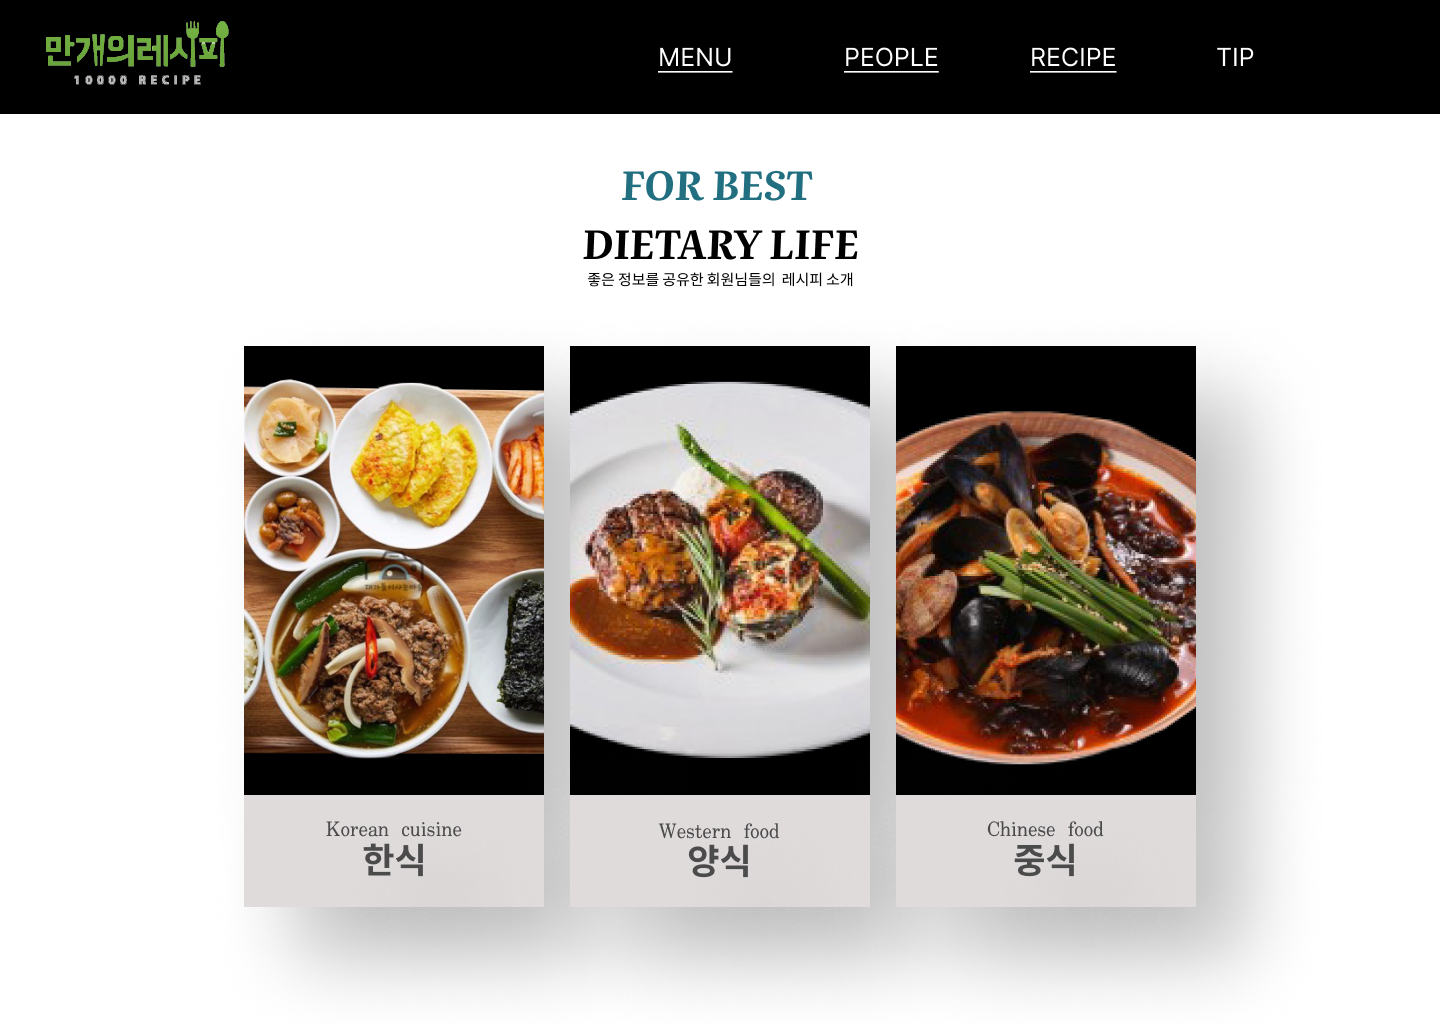 만개의레시피
10000 RECIPE
MENU PEOPLE RECIPE TIP
FOR BEST
DIETARY LIFE
좋은 정보를 공유한 회원님들의 레시피 소개
Korean cuisine
한식
Western food
양식
Chinese food
중식